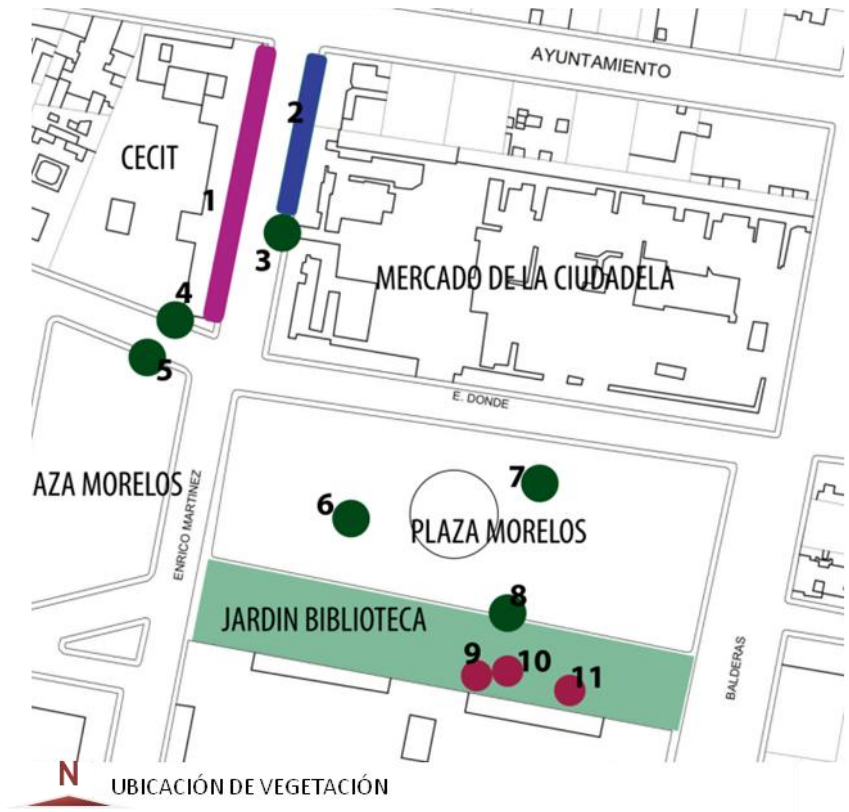 AYUNTAMIENTO
2
CECIT
1
3
MERCADO DE LA CIUDADELA
4
5
E. DONDE
AZA MORELOS
ENRICO MARTINEZ
7
6
PLAZA MORELOS
8
JARDIN BIBLIOTECA
9
10
11
BALDERAS
N
UBICACIÓN DE VEGETACIÓN